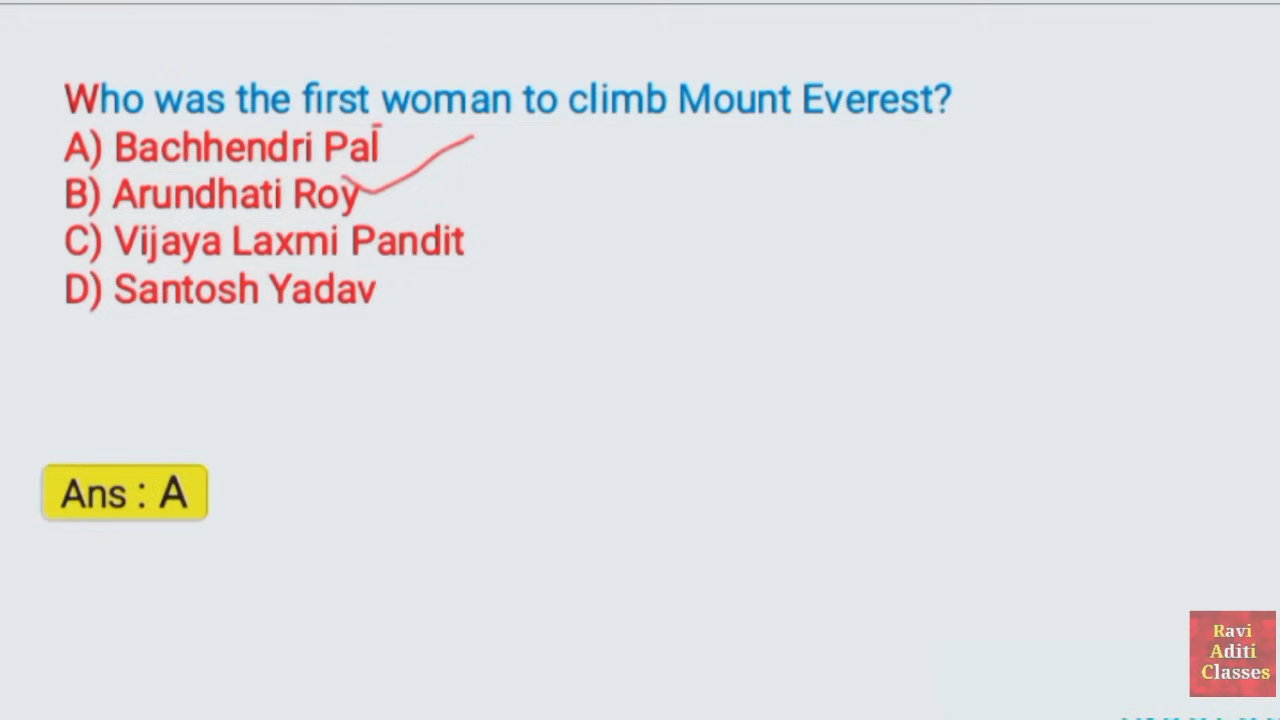 Who was the first woman to climb Mount Everest?
A) Bachhendri Pal
B) Arundhati Roy
C) Vijaya Laxmi Pandit
D) Santosh Yadav
Ans : A
Ravi
Aditi
Classes